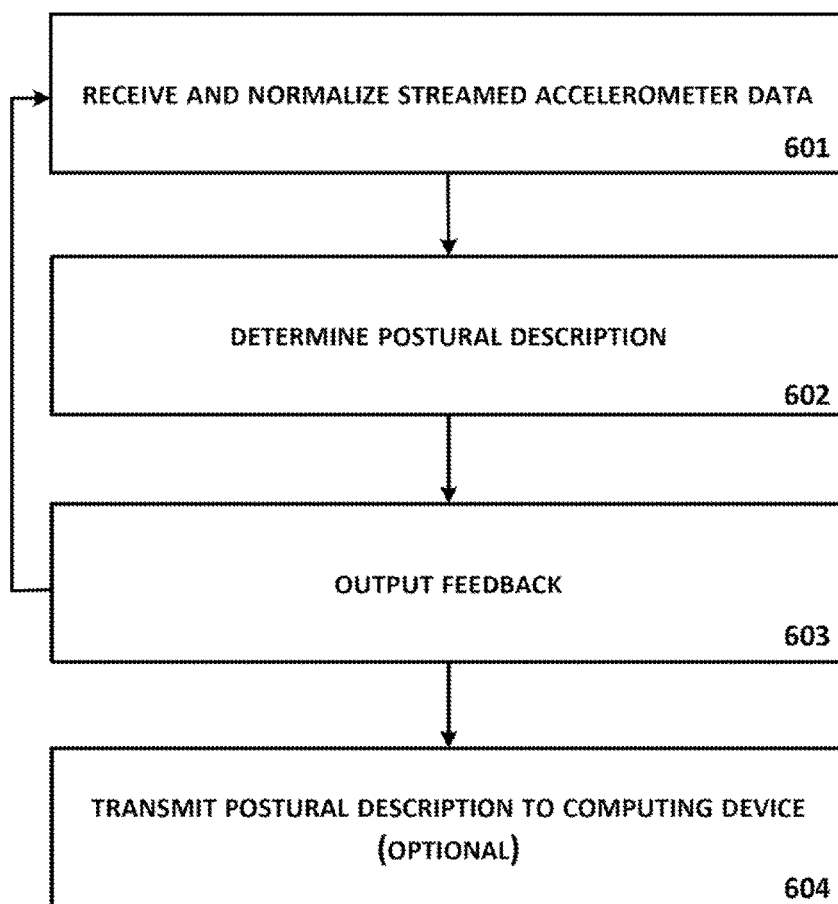 RECEIVE AND NORMALIZE STREAMED ACCELEROMETER DATA
601
DETERMINE POSTURAL DESCRIPTION
602
OUTPUT FEEDBACK
603
TRANSMIT POSTURAL DESCRIPTION TO COMPUTING DEVICE
(OPTIONAL)
604